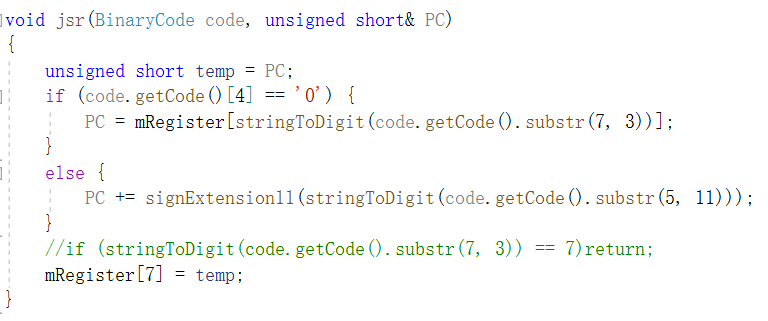 void jsr(BinaryCode code, unsigned short& PC)
{
    unsigned short temp = PC;
    if (code.getCode()[4] == '0') {
        PC = mRegister[stringToDigit(code.getCode().substr(7, 3))];
    }
    else {
        PC += signExtension11(stringToDigit(code.getCode().substr(5, 11)));
    }
    //if (stringToDigit(code.getCode().substr(7, 3)) == 7)return;
    mRegister[7] = temp;
}